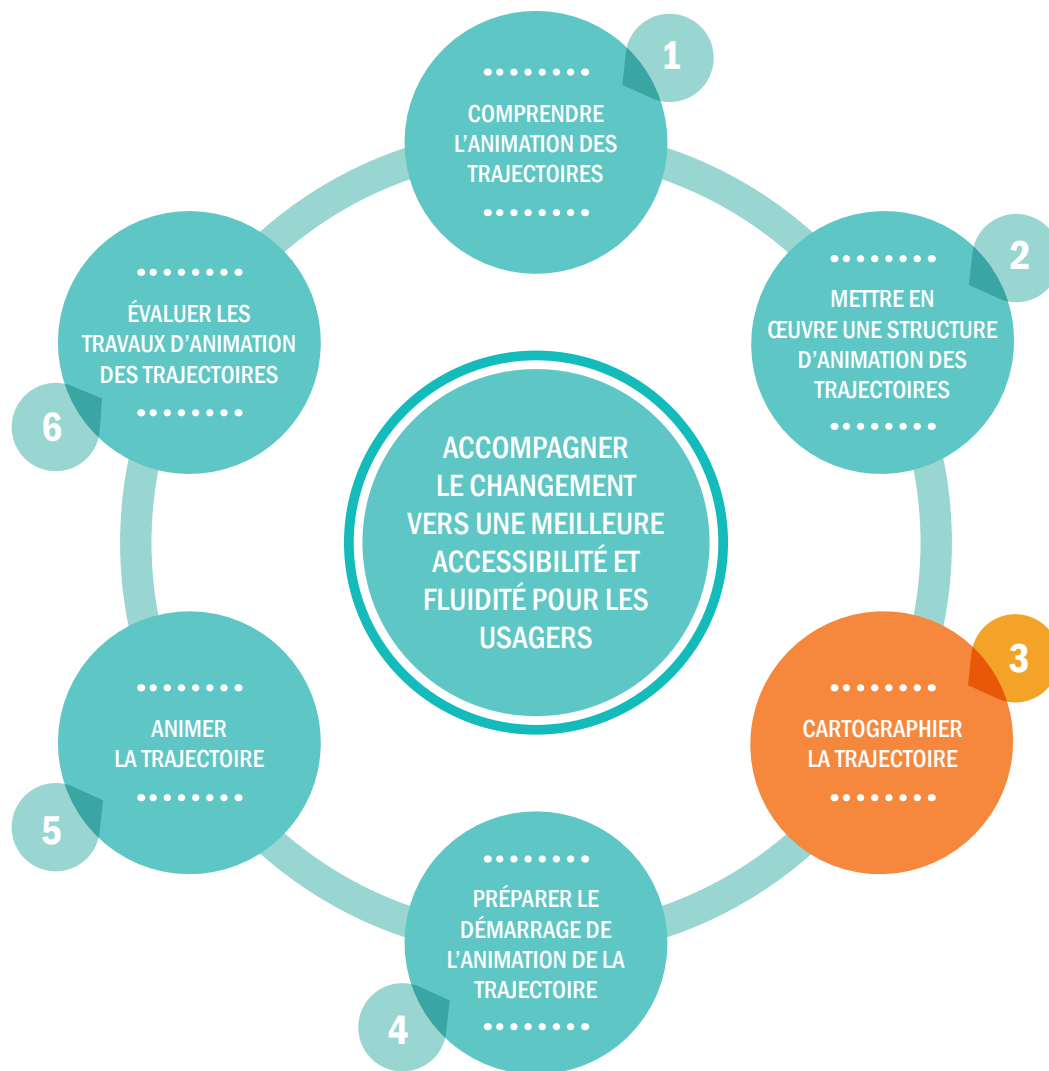 1
COMPRENDRE
L'ANIMATION DES
TRAJECTOIRES
2
METTRE EN
ŒUVRE UNE STRUCTURE
D'ANIMATION DES
TRAJECTOIRES
3
CARTOGRAPHIER
LA TRAJECTOIRE
4
PRÉPARER LE
DÉMARRAGE DE
L'ANIMATION DE LA
TRAJECTOIRE
5
ANIMER
LA TRAJECTOIRE
6
ÉVALUER LES
TRAVAUX D'ANIMATION
DES TRAJECTOIRES
ACCOMPAGNER
LE CHANGEMENT
VERS UNE MEILLEURE
ACCESSIBILITÉ ET
FLUIDITÉ POUR LES
USAGERS